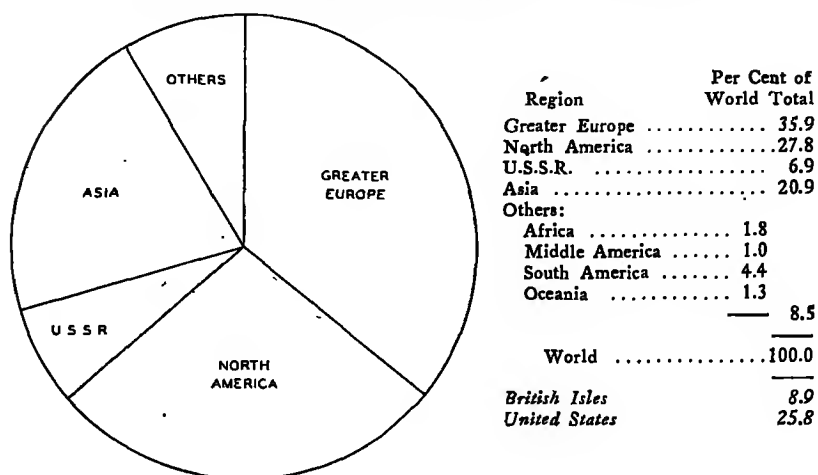 OTHERS
ASIA
GREATER
EUROPE
U S S R
NORTH
AMERICA
Per Cent of
Region World Total
Greater Europe ............ 35.9
North America ............. 27.8
U.S.S.R. .................. 6.9
Asia ...................... 20.9
Others:
Africa .............. 1.8
Middle America ...... 1.0
South America ....... 4.4
Oceania ............ 1.3
8.5
World ................100.0
British Isles 8.9
United States 25.8